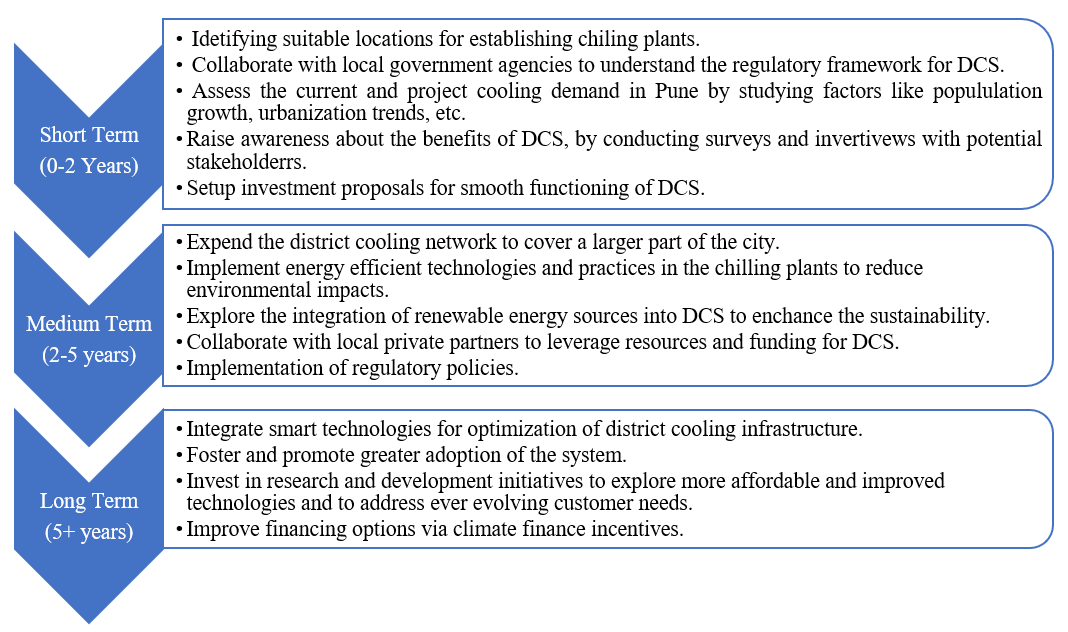 Short Term
(0-2 Years)
• Idetifying suitable locations for establishing chiling plants.
• Collaborate with local government agencies to understand the regulatory framework for DCS.
• Assess the current and project cooling demand in Pune by studying factors like popululation
growth, urbanization trends, etc.
• Raise awareness about the benefits of DCS, by conducting surveys and invertivews with potential
stakeholderrs.
• Setup investment proposals for smooth functioning of DCS.
Medium Term
(2-5 years)
• Expend the district cooling network to cover a larger part of the city.
• Implement energy efficient technologies and practices in the chilling plants to reduce
environmental impacts.
• Explore the integration of renewable energy sources into DCS to enchance the sustainability.
• Collaborate with local private partners to leverage resources and funding for DCS.
• Implementation of regulatory policies.
Long Term
(5+ years)
• Integrate smart technologies for optimization of district cooling infrastructure.
• Foster and promote greater adoption of the system.
• Invest in research and development initiatives to explore more affordable and improved
technologies and to address ever evolving customer needs.
• Improve financing options via climate finance incentives.